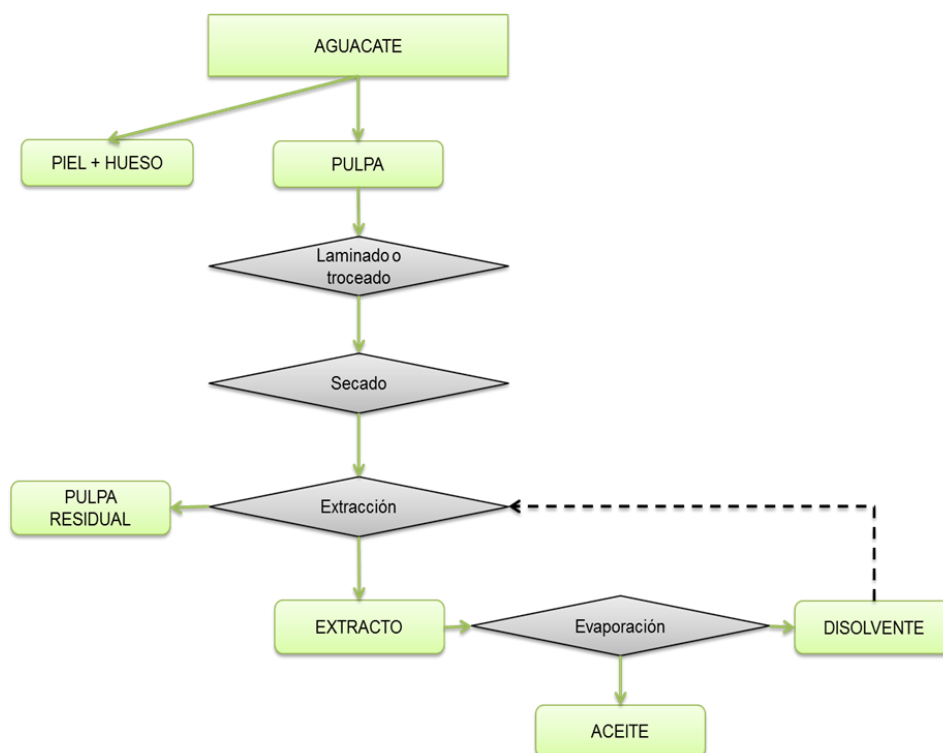 AGUACATE
PIEL + HUESO
PULPA
Laminado o
troceado
Secado
PULPA
RESIDUAL
Extracción
EXTRACTO
Evaporación
DISOLVENTE
ACEITE